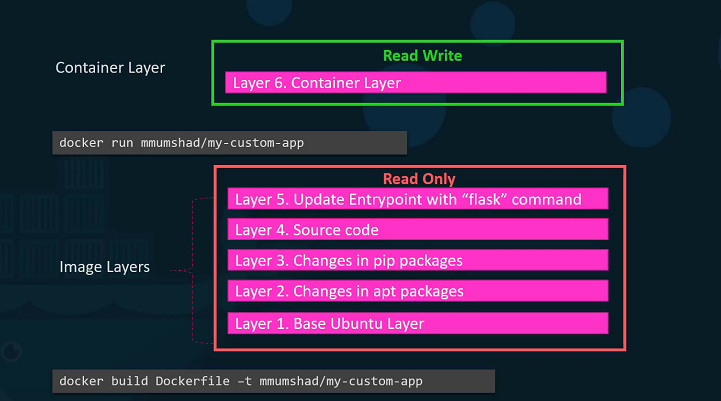 Read Write
Container Layer
Layer 6. Container Layer
docker run mmumshad/my-custom-app
Read Only
Layer 5. Update Entrypoint with “flask” command
Layer 4. Source code
Layer 3. Changes in pip packages
Image Layers
Layer 2. Changes in apt packages
Layer 1. Base Ubuntu Layer
docker build Dockerfile –t mmumshad/my-custom-app